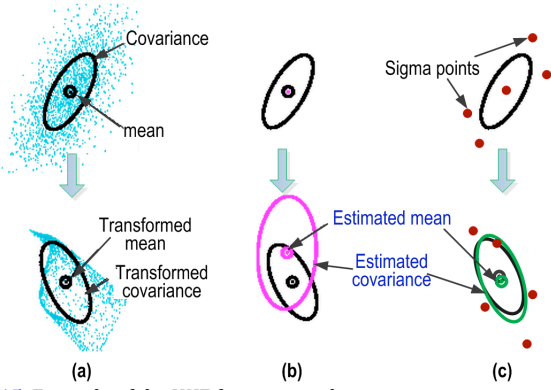 Covariance
mean
Sigma points
Transformed
mean
Transformed
covariance
Estimated mean
Estimated
covariance
(a)
(b)
(c)